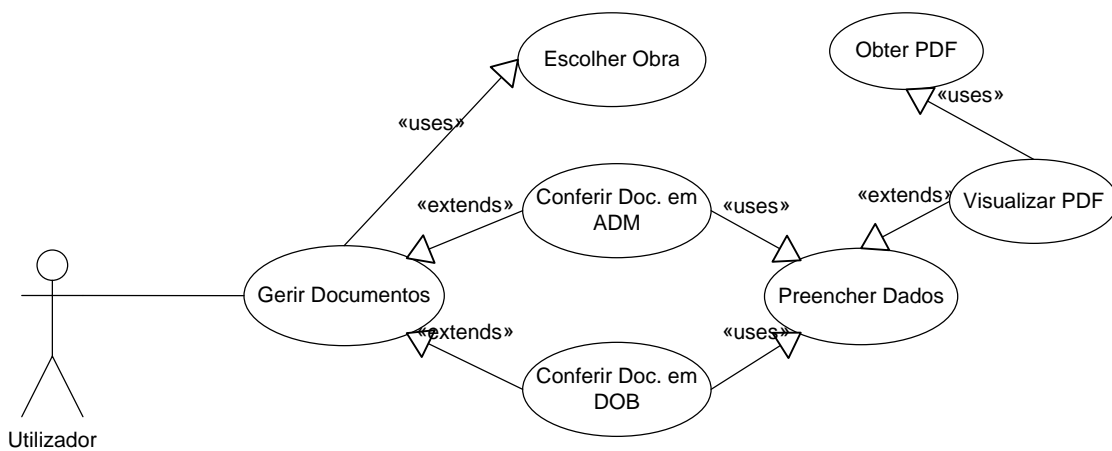 Escolher Obra
Obter PDF
«uses»
«uses»
Conferir Doc. em
ADM
«extends»
«uses»
«extends»
Visualizar PDF
Gerir Documentos
Preencher Dados
«extends»
«uses»
Conferir Doc. em
DOB
Utilizador